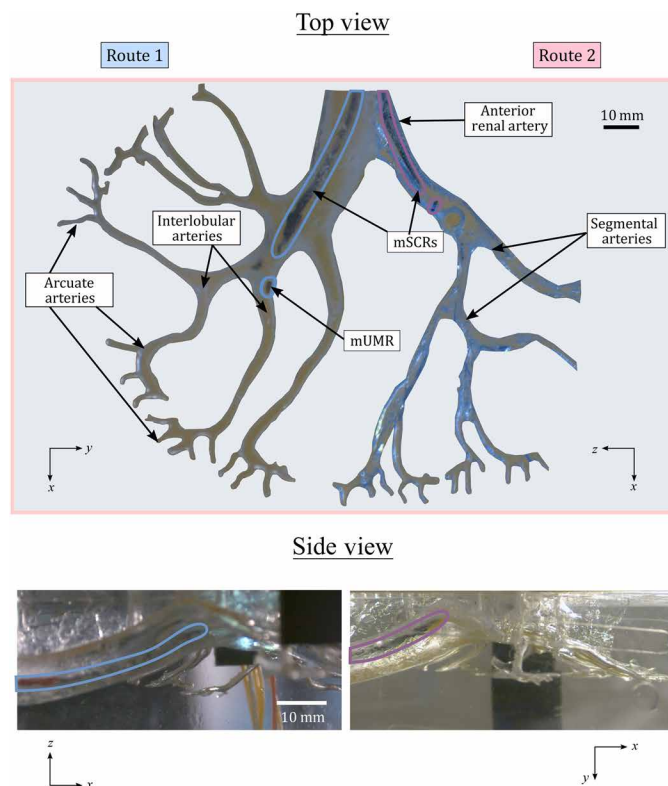 Top view
Route 1
Route 2
Anterior
renal artery
10 mm
Interlobular
arteries
mSCRs
Segmental
arteries
Arcuate
arteries
mUMR
y
x
z
x
Side view
10 mm
z
x
x
y